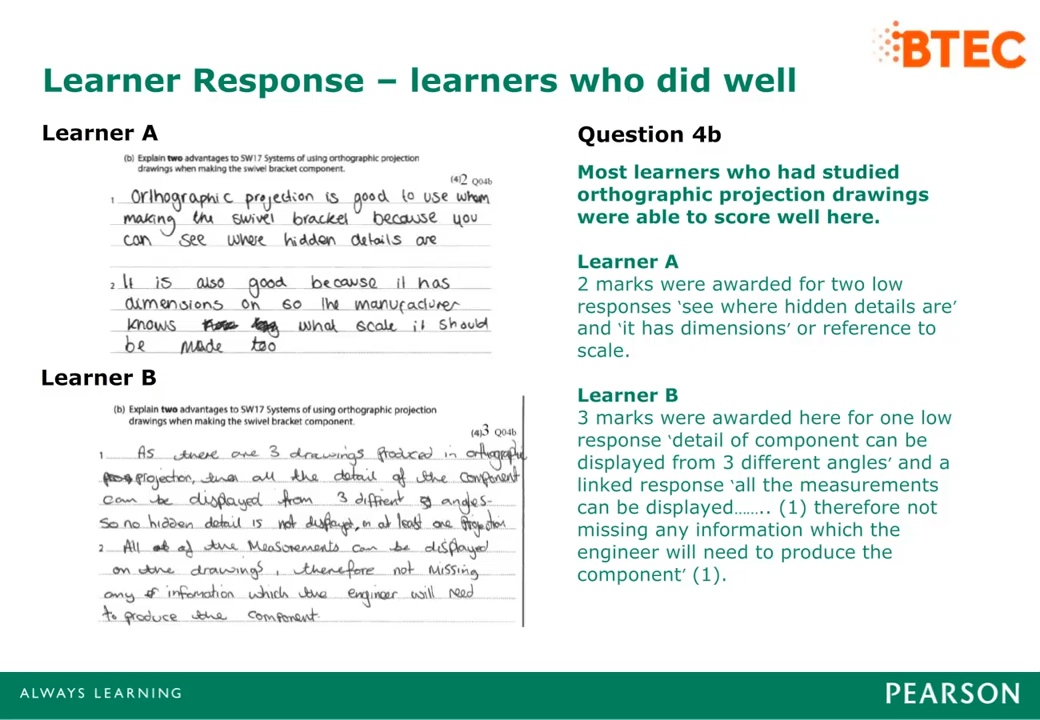 BTEC
Learner Response – learners who did well
Learner A
(b) Explain two advantages to SW17 Systems of using orthographic projection
drawings when making the swivel bracket component.
(4) 2 Q04b
1 Orthographic projection is good to use when
making the swivel bracket because you
can see where hidden details are
2 It is also good because it has
dimensions on so the manufacturer
knows what scale it should
be made too
Learner B
(b) Explain two advantages to SW17 Systems of using orthographic projection
drawings when making the swivel bracket component.
(4) 3 Q04b
1 As there are 3 drawings produced in orthographic
projection, then all the detail of the component
can be displayed from 3 diffrent angles-
So no hidden detail is not displayed, in at least one projection
2 All of the Measurements can be displayed
on the drawings, therefore not missing
any infomation which the engineer will need
to produce the component.
Question 4b
Most learners who had studied
orthographic projection drawings
were able to score well here.
Learner A
2 marks were awarded for two low
responses ‘see where hidden details are’
and ‘it has dimensions’ or reference to
scale.
Learner B
3 marks were awarded here for one low
response ‘detail of component can be
displayed from 3 different angles’ and a
linked response ‘all the measurements
can be displayed…….. (1) therefore not
missing any information which the
engineer will need to produce the
component’ (1).
ALWAYS LEARNING
PEARSON